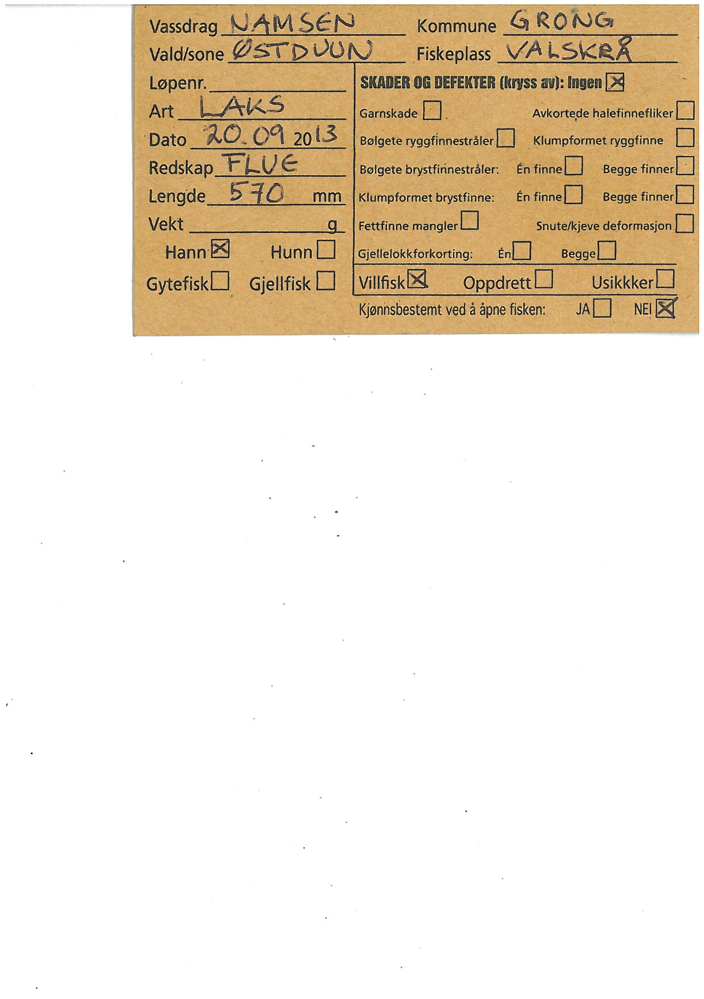 Vassdrag NAMSEN Kommune GRONG
Vald/sone ØSTDUUN Fiskeplass VALSKRÅ
Løpenr.
SKADER OG DEFEKTER (kryss av): Ingen ☒
Art LAKS
Garnskade ☐ Avkortede halefinnefliker ☐
Dato 20.09 2013
Bølgete ryggfinnestråler ☐ Klumpformet ryggfinne ☐
Redskap FLUE
Bølgete brystfinnestråler: Én finne ☐ Begge finner ☐
Lengde 570 mm
Klumpformet brystfinne: Én finne ☐ Begge finner ☐
Vekt g
Fettfinne mangler ☐ Snute/kjeve deformasjon ☐
Hann ☒ Hunn ☐
Gjellelokkforkorting: Én ☐ Begge ☐
Gytefisk ☐ Gjellfisk ☐
Villfisk ☒ Oppdrett ☐ Usikkker ☐
Kjønnsbestemt ved å åpne fisken: JA ☐ NEI ☒